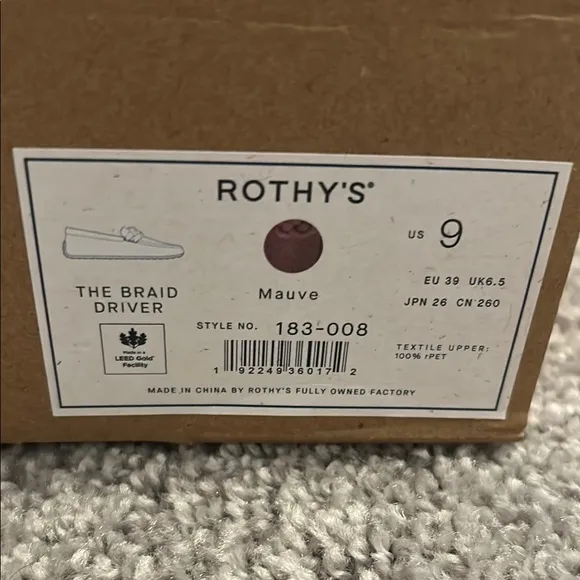 ROTHY'S®
US 9
EU 39 UK6.5
JPN 26 CN 260
THE BRAID
DRIVER
Mauve
STYLE NO. 183-008
Made in a
LEED Gold®
Facility
1 92249 36017 2
TEXTILE UPPER:
100% rPET
MADE IN CHINA BY ROTHY'S FULLY OWNED FACTORY